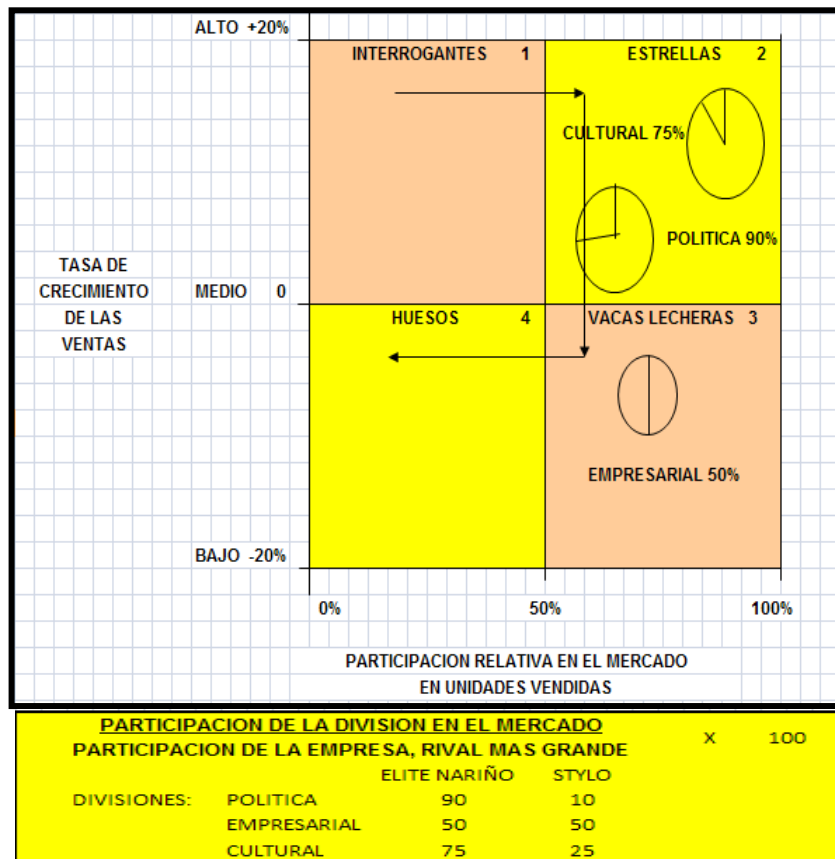 ALTO +20%
INTERROGANTES 1
ESTRELLAS 2
CULTURAL 75%
POLITICA 90%
TASA DE
CRECIMIENTO
DE LAS
VENTAS
MEDIO 0
HUESOS 4
VACAS LECHERAS 3
EMPRESARIAL 50%
BAJO -20%
0% 50% 100%
PARTICIPACION RELATIVA EN EL MERCADO
EN UNIDADES VENDIDAS
PARTICIPACION DE LA DIVISION EN EL MERCADO
PARTICIPACION DE LA EMPRESA, RIVAL MAS GRANDE
X 100
ELITE NARIÑO STYLO
DIVISIONES: POLITICA 90 10
EMPRESARIAL 50 50
CULTURAL 75 25